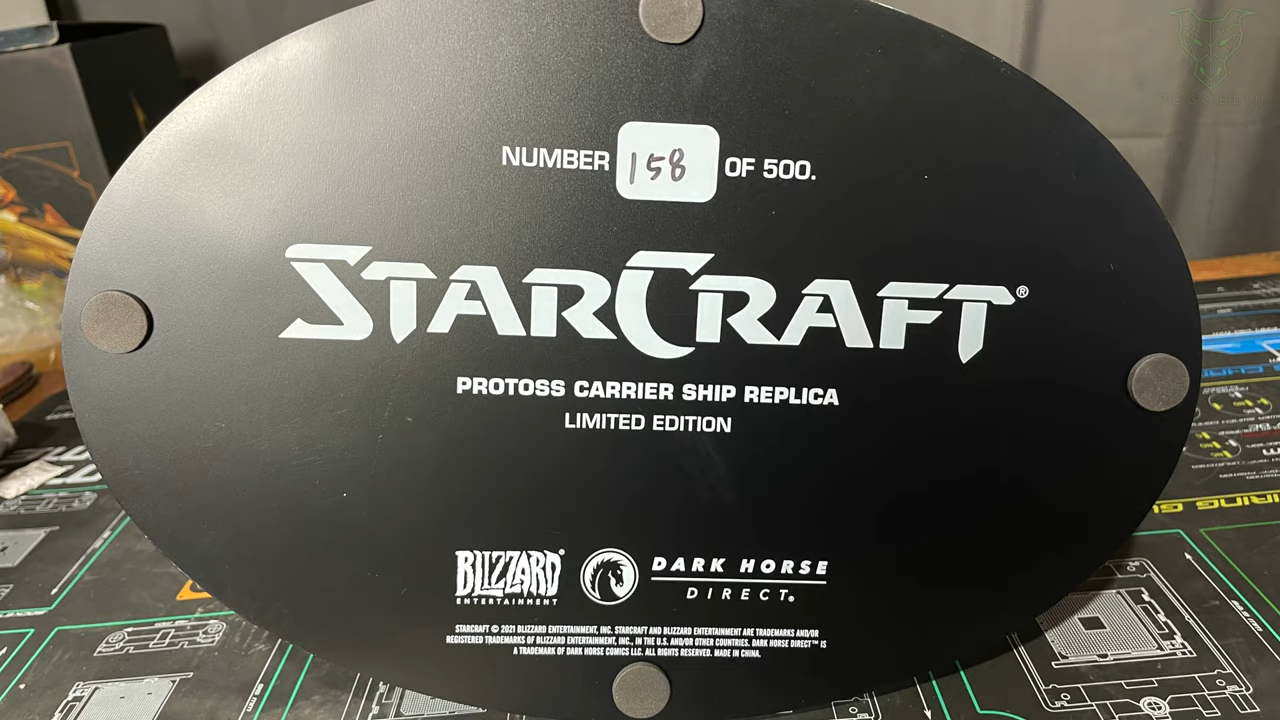 NUMBER 158 OF 500.
STARCRAFT®
PROTOSS CARRIER SHIP REPLICA
LIMITED EDITION
BLIZZARD®
ENTERTAINMENT
DARK HORSE
DIRECT®
STARCRAFT © 2021 BLIZZARD ENTERTAINMENT, INC. STARCRAFT AND BLIZZARD ENTERTAINMENT ARE TRADEMARKS AND/OR
REGISTERED TRADEMARKS OF BLIZZARD ENTERTAINMENT, INC., IN THE U.S. AND/OR OTHER COUNTRIES. DARK HORSE DIRECT™ IS
A TRADEMARK OF DARK HORSE COMICS LLC. ALL RIGHTS RESERVED. MADE IN CHINA.